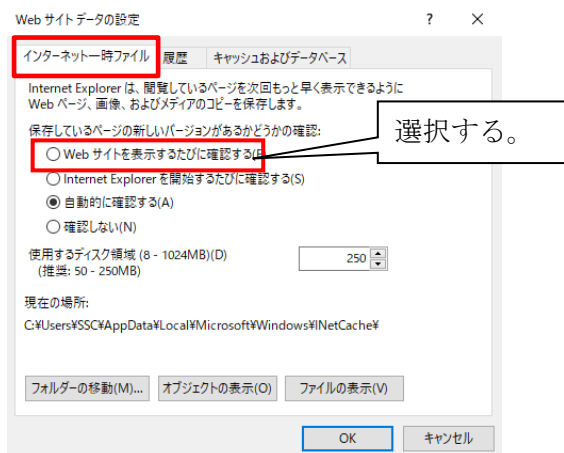 Web サイト データの設定 ? ×
インターネット一時ファイル 履歴 キャッシュおよびデータベース
Internet Explorer は、閲覧しているページを次回もっと早く表示できるように
Web ページ、画像、およびメディアのコピーを保存します。
保存しているページの新しいバージョンがあるかどうかの確認:
Web サイトを表示するたびに確認する(E)
選択する。
Internet Explorer を開始するたびに確認する(S)
自動的に確認する(A)
確認しない(N)
使用するディスク領域 (8 - 1024MB)(D) 250
(推奨: 50 - 250MB)
現在の場所:
C:¥Users¥SSC¥AppData¥Local¥Microsoft¥Windows¥INetCache¥
フォルダーの移動(M)... オブジェクトの表示(O) ファイルの表示(V)
OK キャンセル